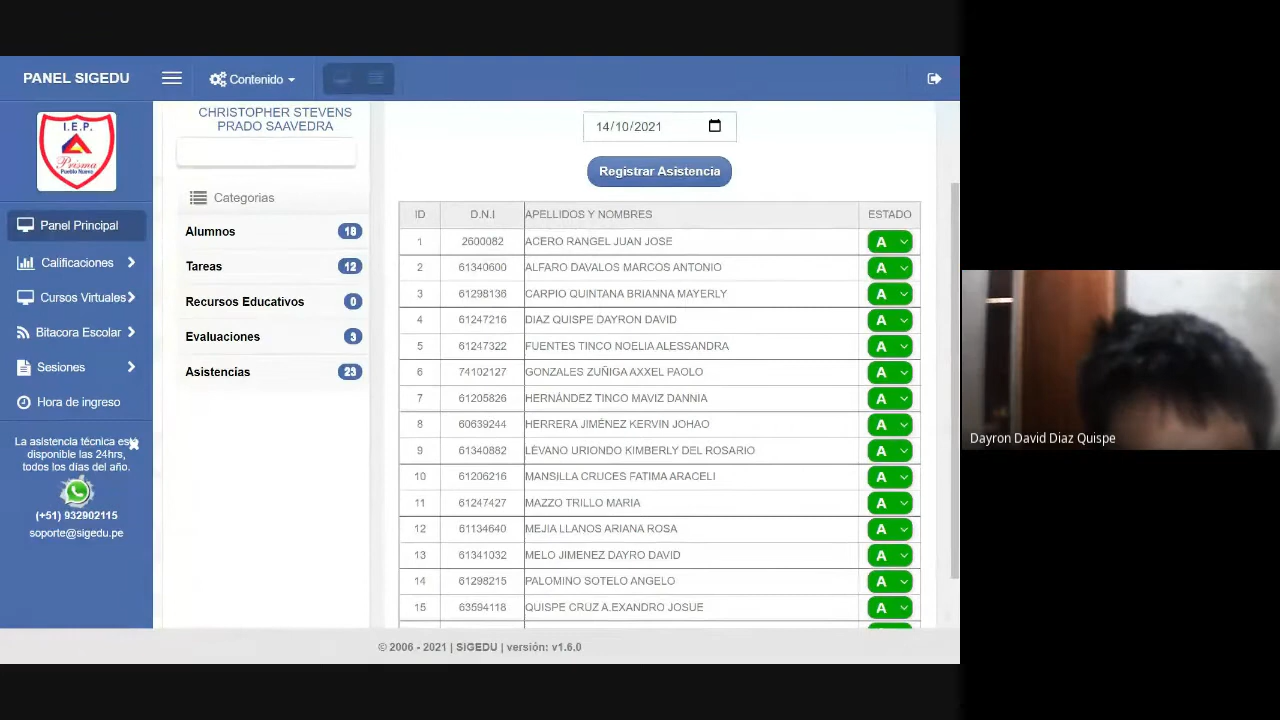 PANEL SIGEDU
Contenido
I.E.P.
Prisma
Pueblo Nuevo
Panel Principal
Calificaciones
Cursos Virtuales
Bitacora Escolar
Sesiones
Hora de ingreso
La asistencia técnica está
disponible las 24hrs,
todos los días del año.
(+51) 932902115
soporte@sigedu.pe
CHRISTOPHER STEVENS
PRADO SAAVEDRA
Categorias
Alumnos 18
Tareas 12
Recursos Educativos 0
Evaluaciones 3
Asistencias 23
14/10/2021
Registrar Asistencia
ID D.N.I APELLIDOS Y NOMBRES ESTADO
1 2600082 ACERO RANGEL JUAN JOSE A
2 61340600 ALFARO DAVALOS MARCOS ANTONIO A
3 61298136 CARPIO QUINTANA BRIANNA MAYERLY A
4 61247216 DIAZ QUISPE DAYRON DAVID A
5 61247322 FUENTES TINCO NOELIA ALESSANDRA A
6 74102127 GONZALES ZUÑIGA AXXEL PAOLO A
7 61205826 HERNÁNDEZ TINCO MAVIZ DANNIA A
8 60639244 HERRERA JIMÉNEZ KERVIN JOHAO A
9 61340882 LÉVANO URIONDO KIMBERLY DEL ROSARIO A
10 61206216 MANSILLA CRUCES FATIMA ARACELI A
11 61247427 MAZZO TRILLO MARIA A
12 61134640 MEJIA LLANOS ARIANA ROSA A
13 61341032 MELO JIMENEZ DAYRO DAVID A
14 61298215 PALOMINO SOTELO ANGELO A
15 63594118 QUISPE CRUZ A.EXANDRO JOSUE A
© 2006 - 2021 | SIGEDU | versión: v1.6.0
Dayron David Diaz Quispe